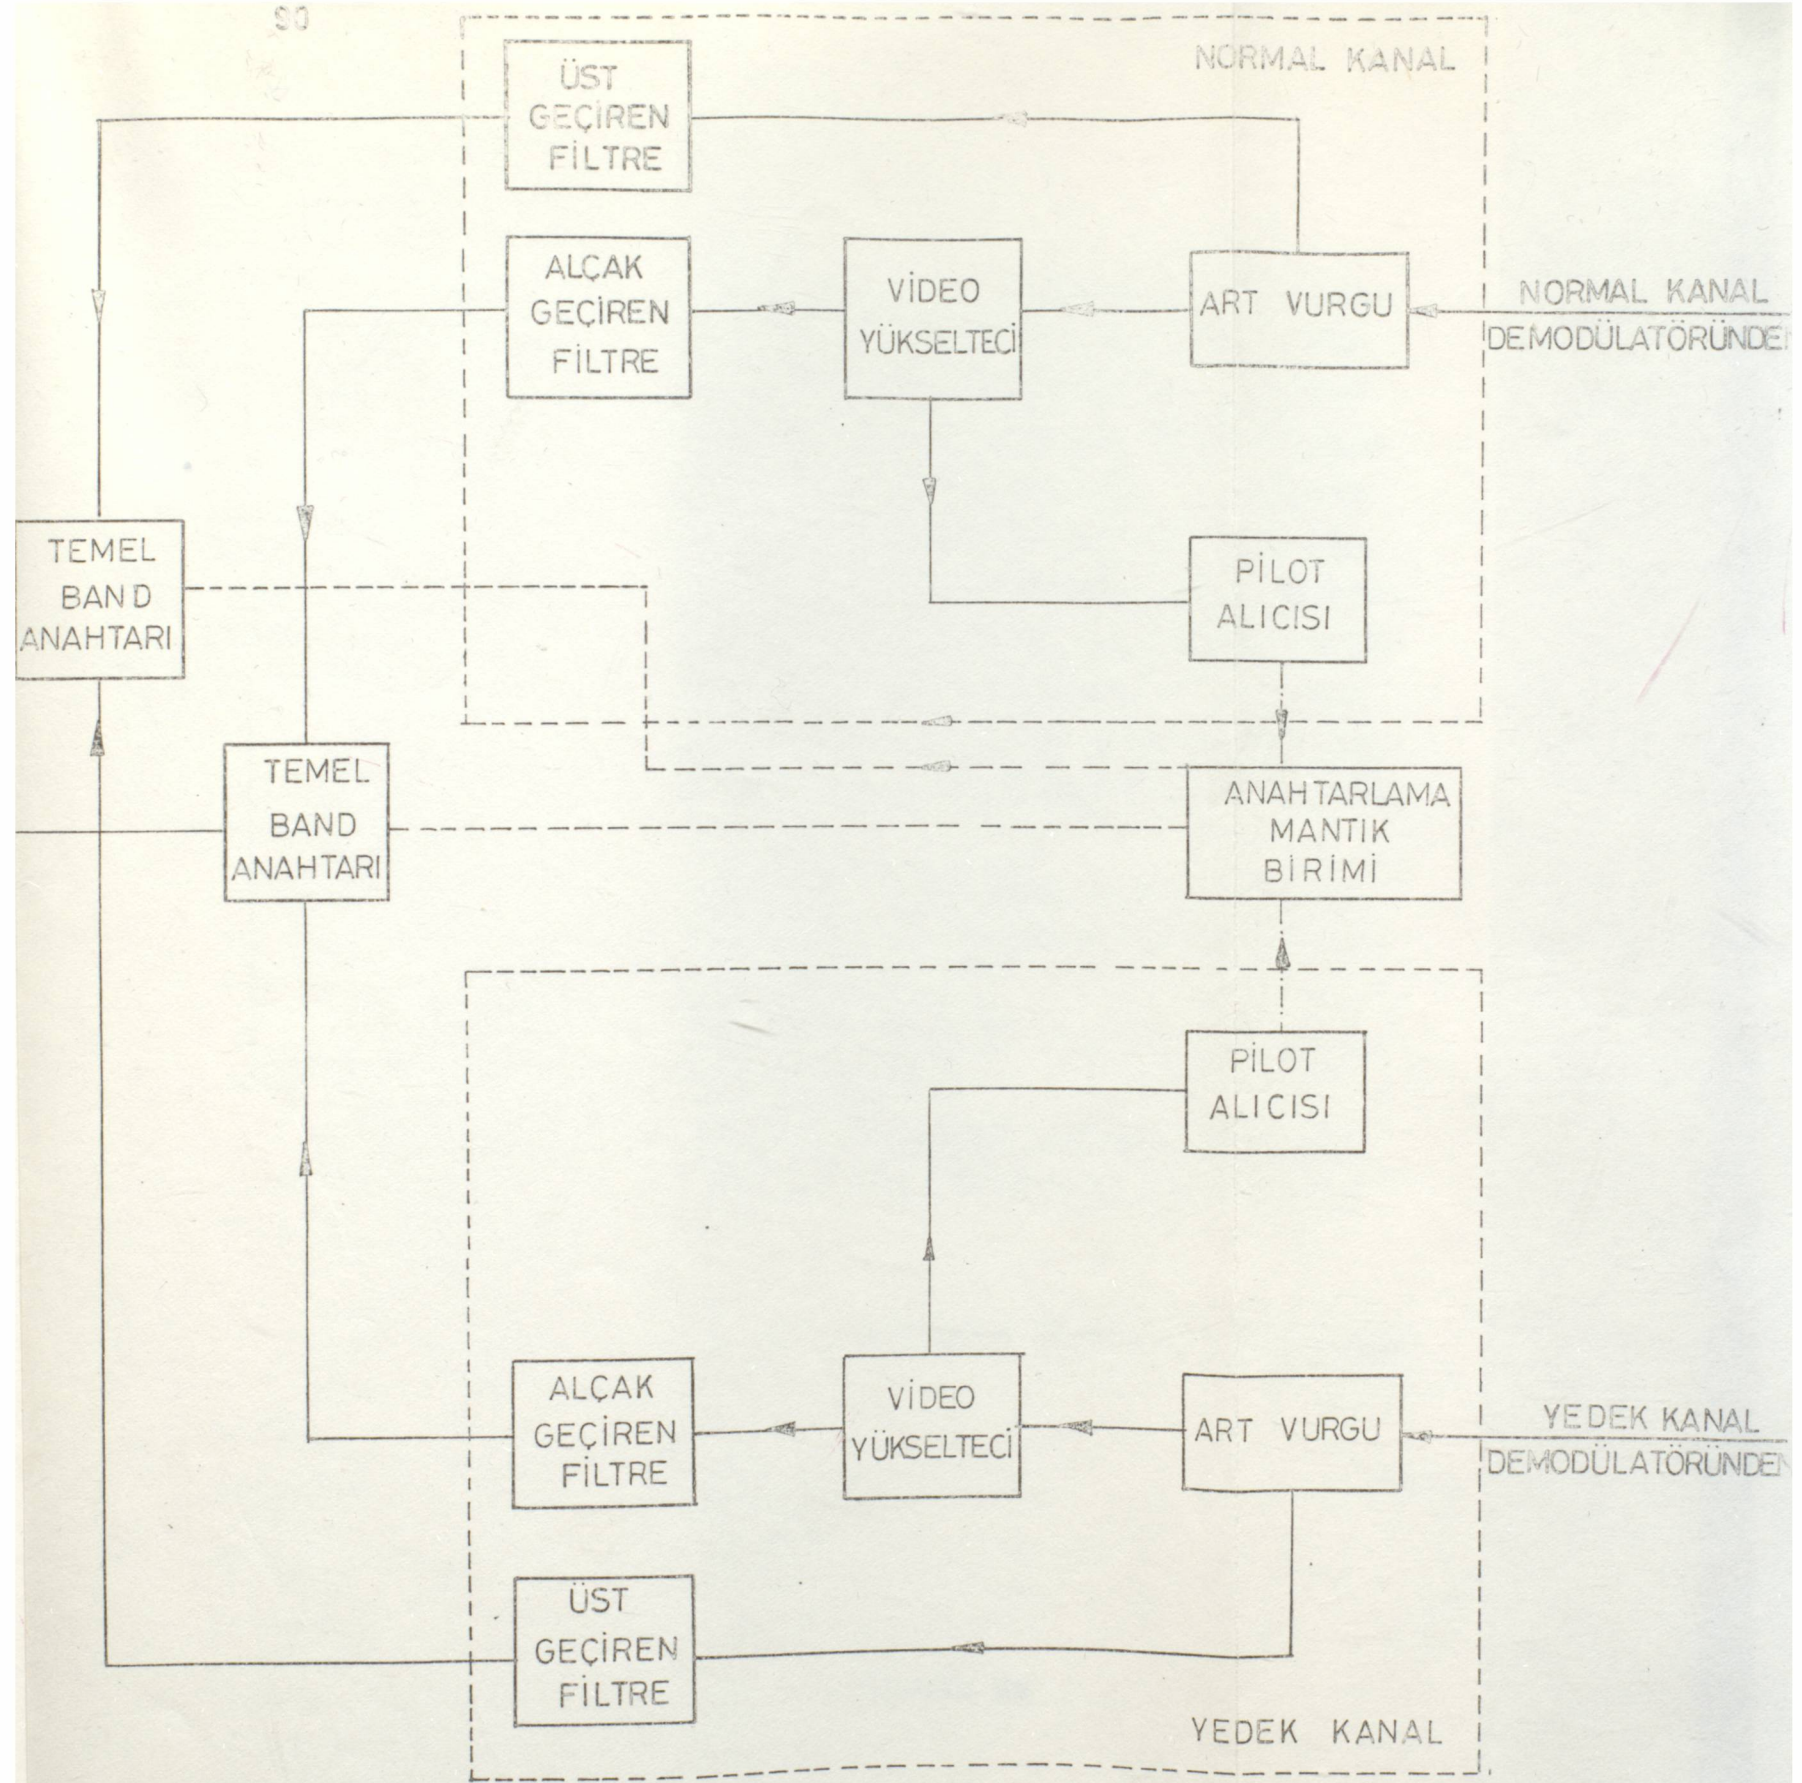 NORMAL KANAL
ÜST
GEÇİREN
FİLTRE
ALÇAK
GEÇİREN
FİLTRE
VİDEO
YÜKSELTECİ
ART VURGU
NORMAL KANAL
DEMODÜLATÖRÜNDEN
TEMEL
BAND
ANAHTARI
PİLOT
ALICISI
TEMEL
BAND
ANAHTARI
ANAHTARLAMA
MANTIK
BİRİMİ
PİLOT
ALICISI
ALÇAK
GEÇİREN
FİLTRE
VİDEO
YÜKSELTECİ
ART VURGU
YEDEK KANAL
DEMODÜLATÖRÜNDEN
ÜST
GEÇİREN
FİLTRE
YEDEK KANAL